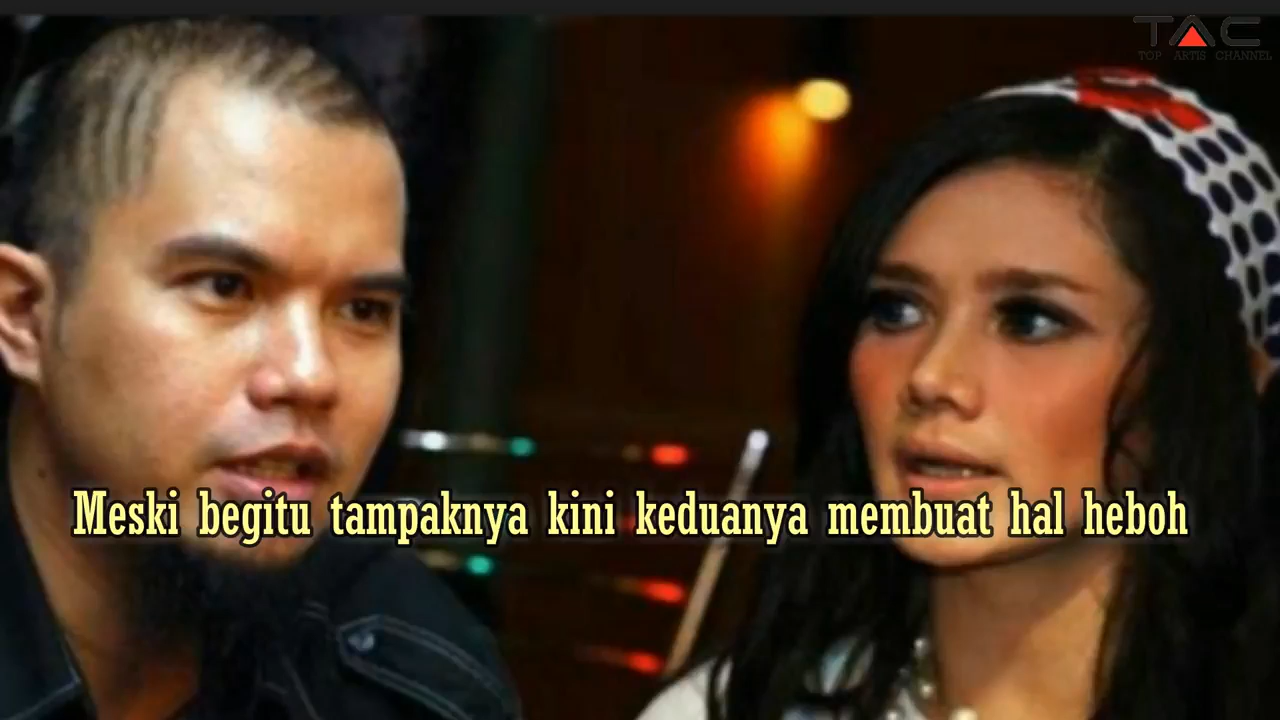 TAC
TOP ARTIS CHANNEL
Meski begitu tampaknya kini keduanya membuat hal heboh